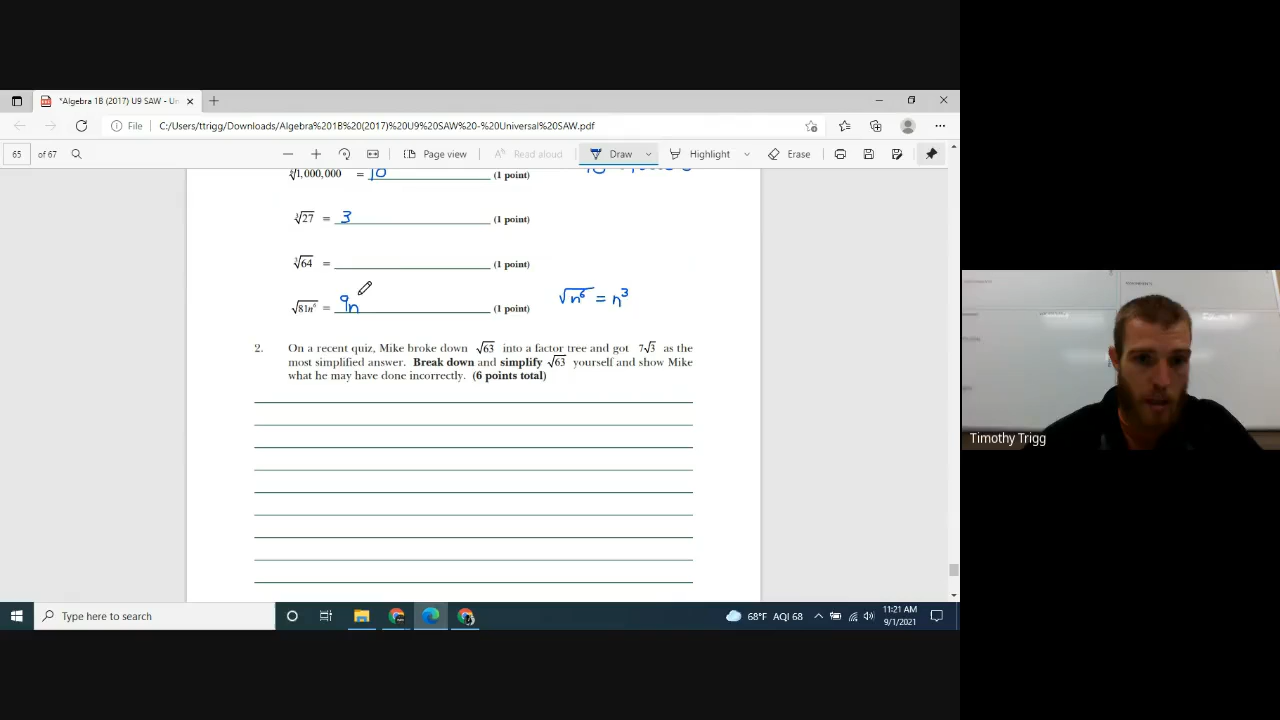 *Algebra 1B (2017) U9 SAW - Un
File
C:/Users/ttrigg/Downloads/Algebra%201B%20(2017)%20U9%20SAW%20-%20Universal%20SAW.pdf
65 of 67
Page view
Read aloud
Draw
Highlight
Erase
1,000,000 = 10 (1 point)
∛27 = 3 (1 point)
∛64 = (1 point)
√81n⁶ = 9n (1 point) √n⁶ = n³
2. On a recent quiz, Mike broke down √63 into a factor tree and got 7√3 as the
most simplified answer. Break down and simplify √63 yourself and show Mike
what he may have done incorrectly. (6 points total)
Timothy Trigg
Type here to search
68°F AQI 68
11:21 AM
9/1/2021